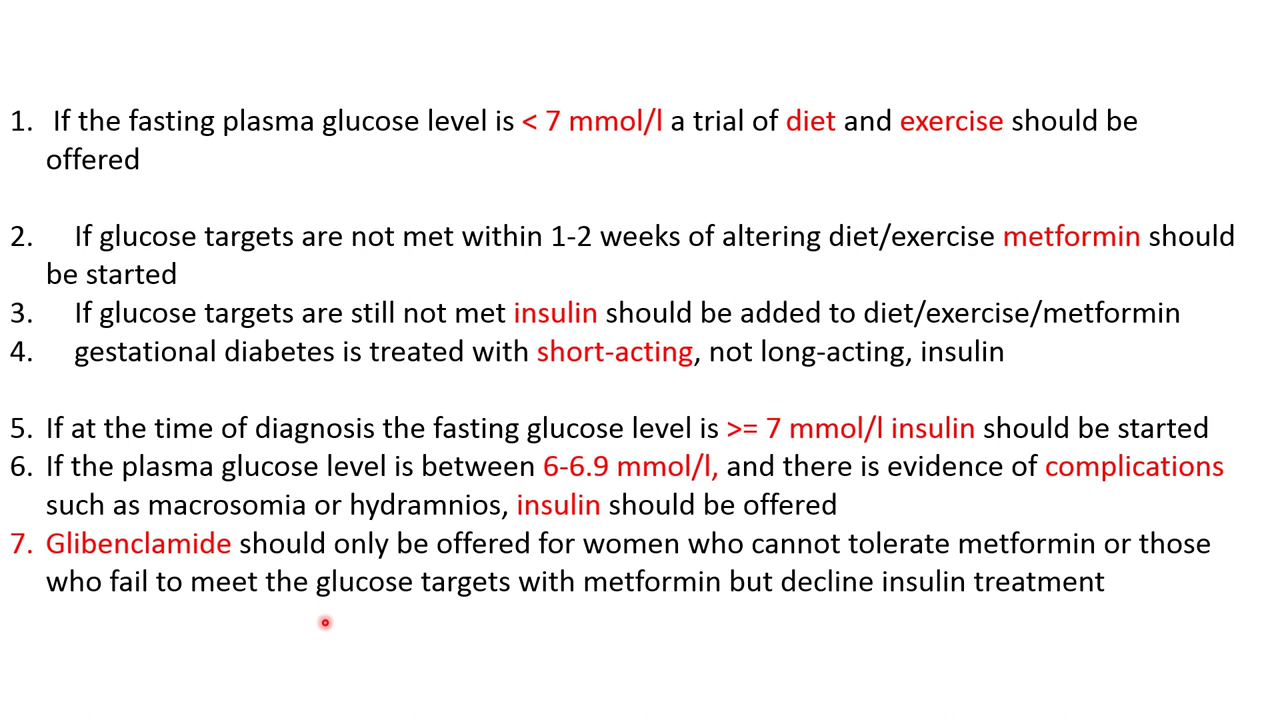 1. If the fasting plasma glucose level is < 7 mmol/l a trial of diet and exercise should be
offered
2. If glucose targets are not met within 1-2 weeks of altering diet/exercise metformin should
be started
3. If glucose targets are still not met insulin should be added to diet/exercise/metformin
4. gestational diabetes is treated with short-acting, not long-acting, insulin
5. If at the time of diagnosis the fasting glucose level is >= 7 mmol/l insulin should be started
6. If the plasma glucose level is between 6-6.9 mmol/l, and there is evidence of complications
such as macrosomia or hydramnios, insulin should be offered
7. Glibenclamide should only be offered for women who cannot tolerate metformin or those
who fail to meet the glucose targets with metformin but decline insulin treatment